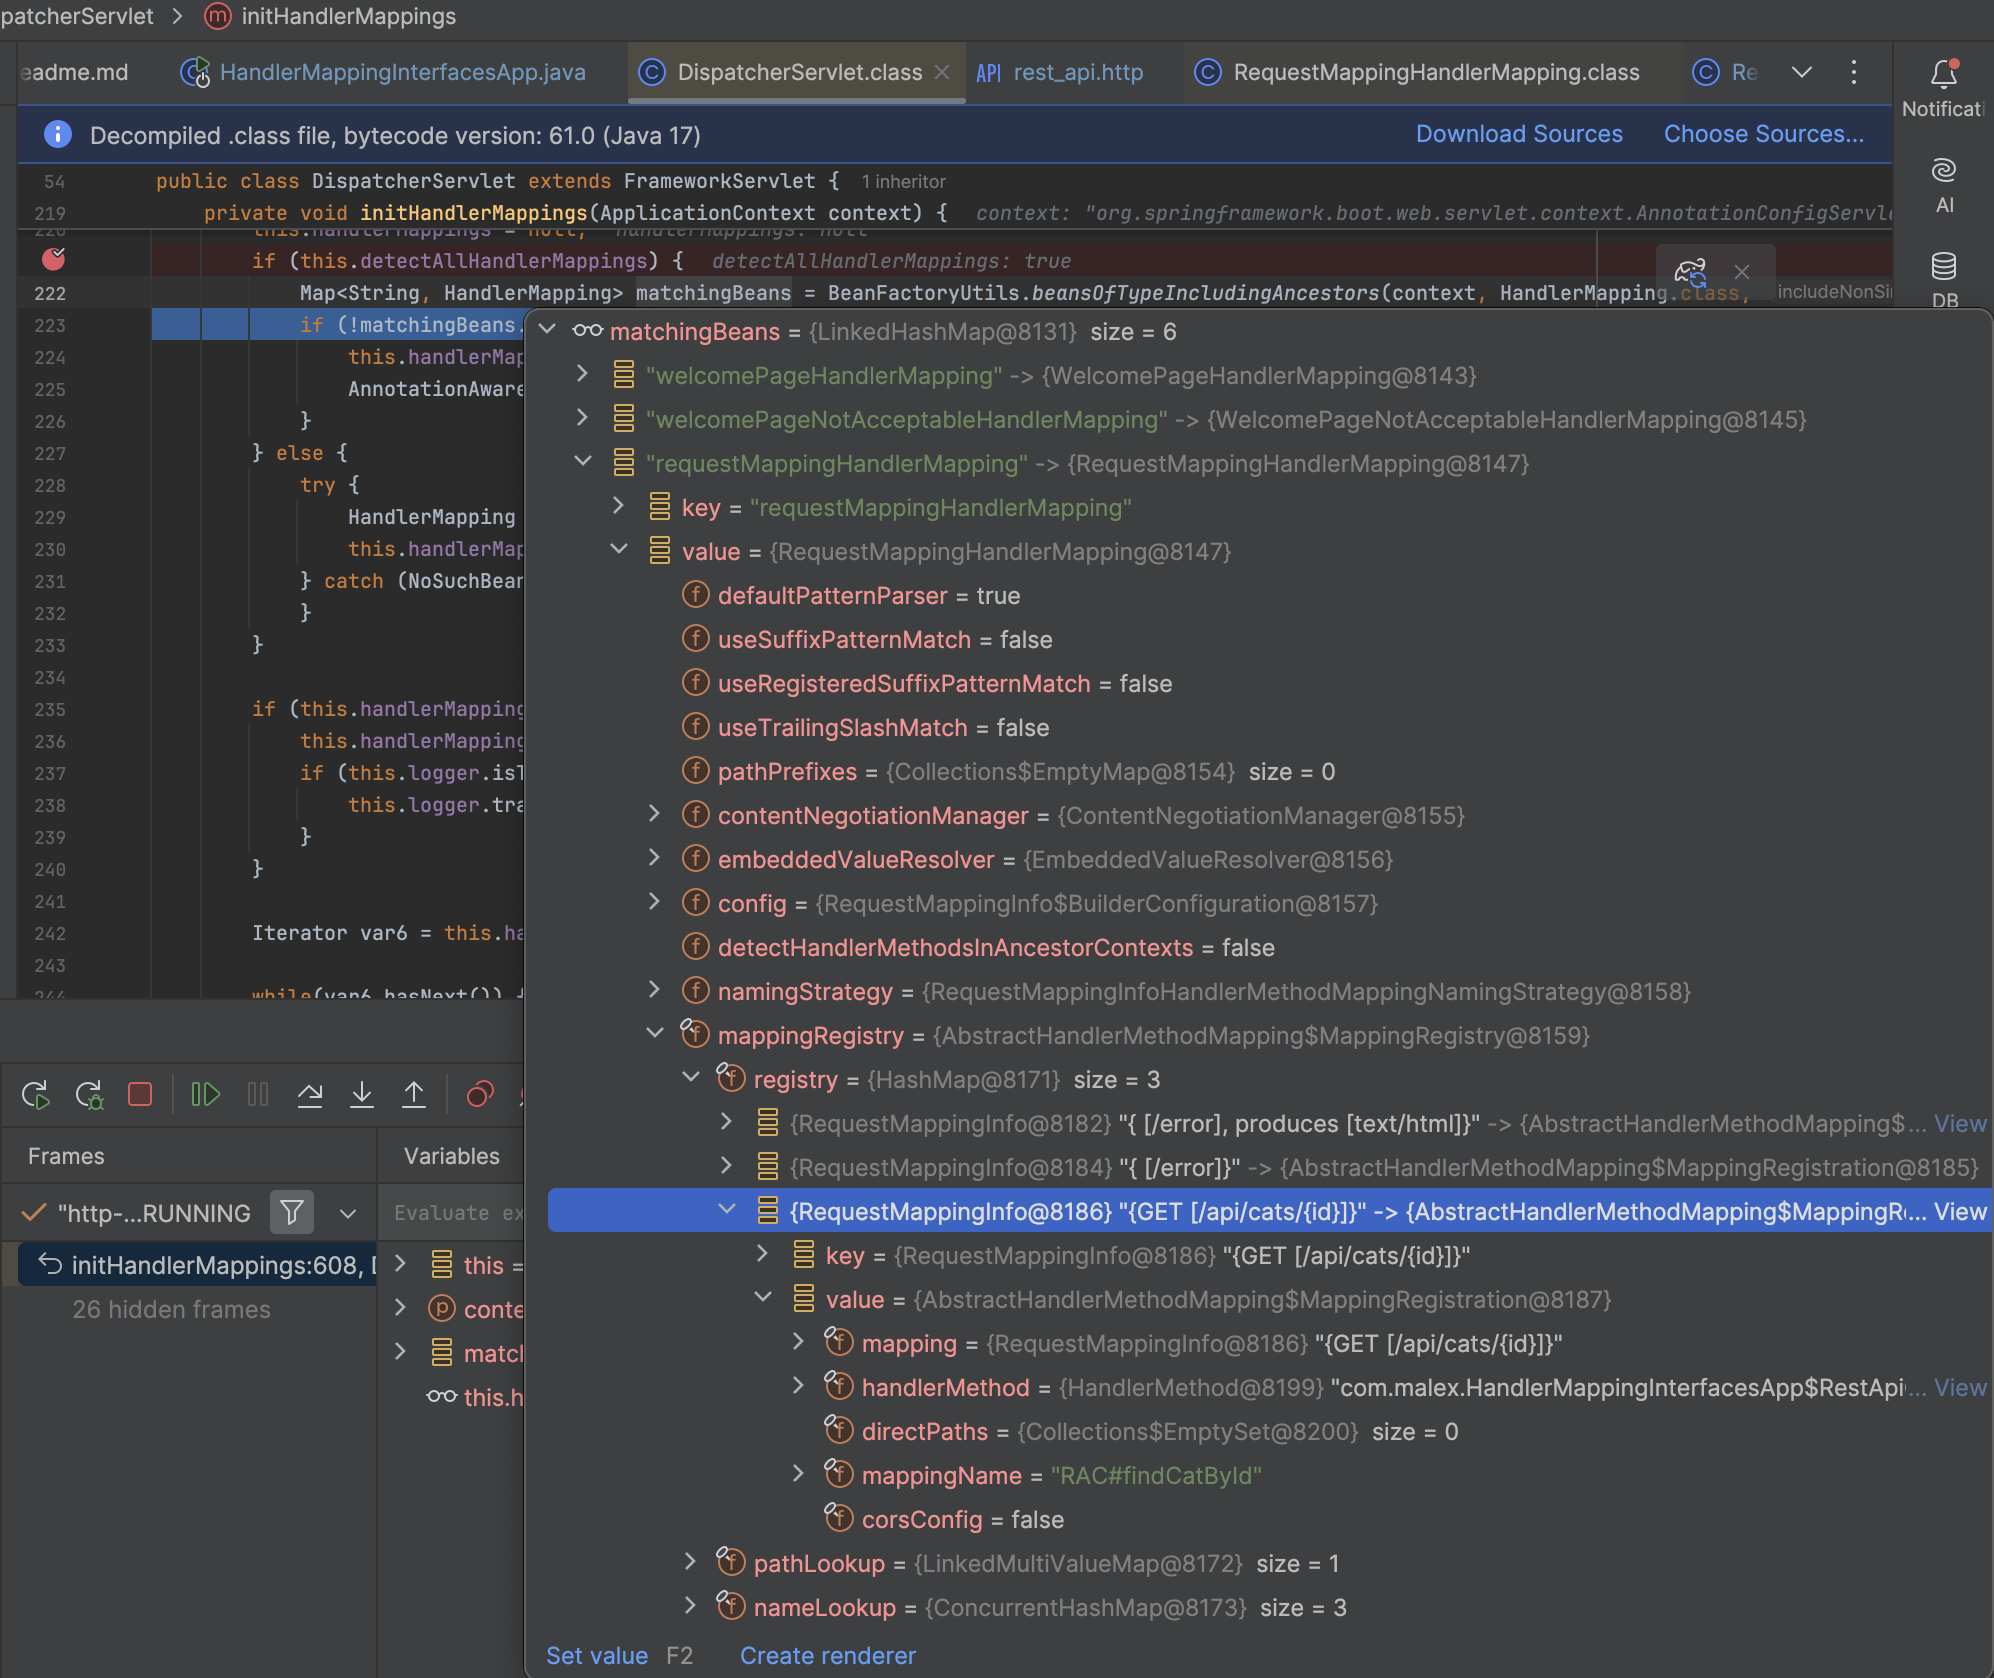 patcherServlet > initHandlerMappings
eadme.md HandlerMappingInterfacesApp.java DispatcherServlet.class API rest_api.http RequestMappingHandlerMapping.class Re
Notificati
Decompiled .class file, bytecode version: 61.0 (Java 17) Download Sources Choose Sources...
AI
DB
54 public class DispatcherServlet extends FrameworkServlet { 1 inheritor
219 private void initHandlerMappings(ApplicationContext context) { context: "org.springframework.boot.web.servlet.context.AnnotationConfigServl
220 this.handlerMappings = null; handlerMappings: null
if (this.detectAllHandlerMappings) { detectAllHandlerMappings: true
222 Map<String, HandlerMapping> matchingBeans = BeanFactoryUtils.beansOfTypeIncludingAncestors(context, HandlerMapping.class, includeNonSin
223 if (!matchingBeans.
224 this.handlerMap
225 AnnotationAware
226 }
227 } else {
228 try {
229 HandlerMapping
230 this.handlerMap
231 } catch (NoSuchBean
232 }
233 }
234
235 if (this.handlerMapping
236 this.handlerMapping
237 if (this.logger.isT
238 this.logger.tra
239 }
240 }
241
242 Iterator var6 = this.ha
243
244 while(var6.hasNext()) {
matchingBeans = {LinkedHashMap@8131} size = 6
"welcomePageHandlerMapping" -> {WelcomePageHandlerMapping@8143}
"welcomePageNotAcceptableHandlerMapping" -> {WelcomePageNotAcceptableHandlerMapping@8145}
"requestMappingHandlerMapping" -> {RequestMappingHandlerMapping@8147}
key = "requestMappingHandlerMapping"
value = {RequestMappingHandlerMapping@8147}
defaultPatternParser = true
useSuffixPatternMatch = false
useRegisteredSuffixPatternMatch = false
useTrailingSlashMatch = false
pathPrefixes = {Collections$EmptyMap@8154} size = 0
contentNegotiationManager = {ContentNegotiationManager@8155}
embeddedValueResolver = {EmbeddedValueResolver@8156}
config = {RequestMappingInfo$BuilderConfiguration@8157}
detectHandlerMethodsInAncestorContexts = false
namingStrategy = {RequestMappingInfoHandlerMethodMappingNamingStrategy@8158}
mappingRegistry = {AbstractHandlerMethodMapping$MappingRegistry@8159}
registry = {HashMap@8171} size = 3
{RequestMappingInfo@8182} "{ [/error], produces [text/html]}" -> {AbstractHandlerMethodMapping$... View
{RequestMappingInfo@8184} "{ [/error]}" -> {AbstractHandlerMethodMapping$MappingRegistration@8185}
{RequestMappingInfo@8186} "{GET [/api/cats/{id}]}" -> {AbstractHandlerMethodMapping$MappingR... View
key = {RequestMappingInfo@8186} "{GET [/api/cats/{id}]}"
value = {AbstractHandlerMethodMapping$MappingRegistration@8187}
mapping = {RequestMappingInfo@8186} "{GET [/api/cats/{id}]}"
handlerMethod = {HandlerMethod@8199} "com.malex.HandlerMappingInterfacesApp$RestApi... View
directPaths = {Collections$EmptySet@8200} size = 0
mappingName = "RAC#findCatById"
corsConfig = false
pathLookup = {LinkedMultiValueMap@8172} size = 1
nameLookup = {ConcurrentHashMap@8173} size = 3
Set value F2 Create renderer
Frames
"http-...RUNNING
initHandlerMappings:608, D
26 hidden frames
Variables
Evaluate ex
this =
conte
matcl
this.h